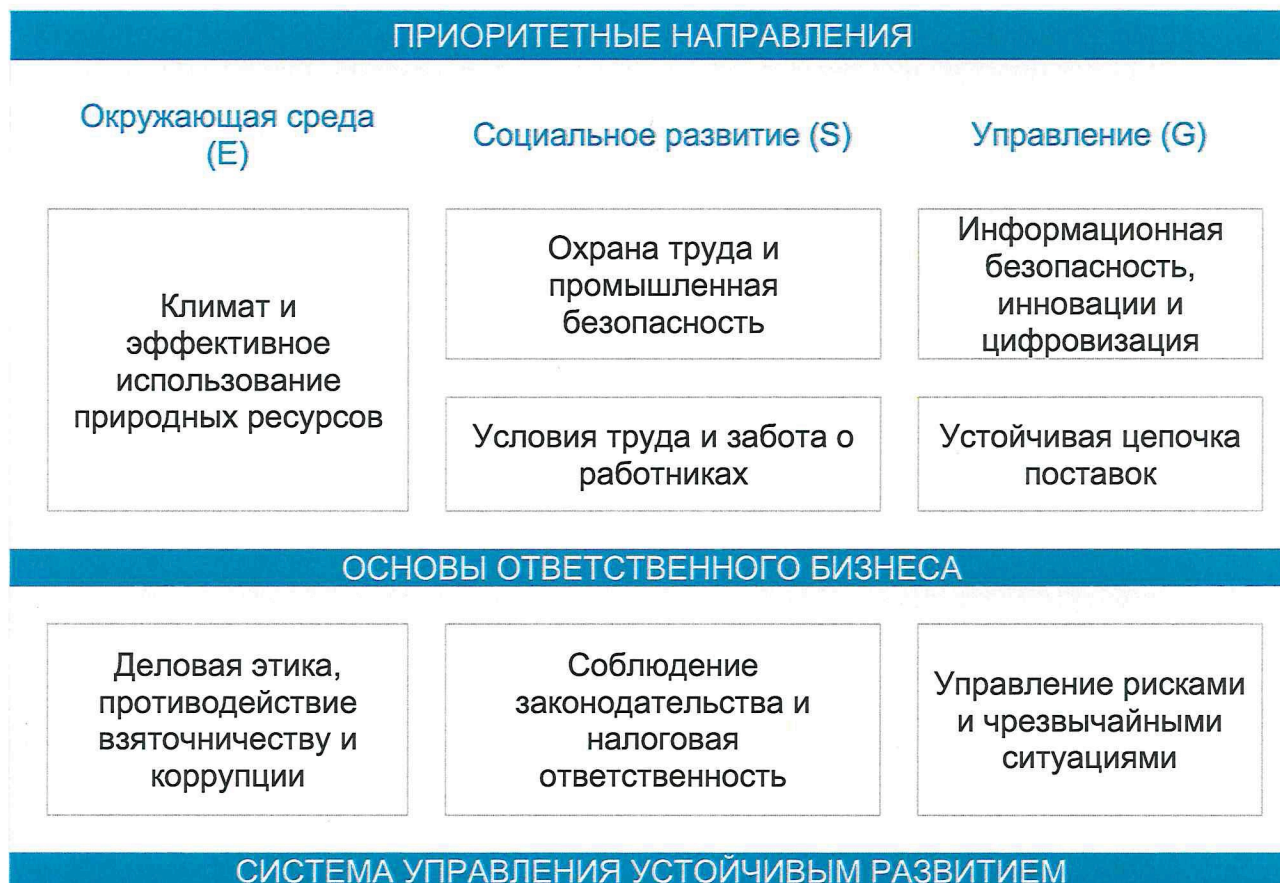 ПРИОРИТЕТНЫЕ НАПРАВЛЕНИЯ
Окружающая среда
(E)
Социальное развитие (S)
Управление (G)
Климат и
эффективное
использование
природных ресурсов
Охрана труда и
промышленная
безопасность
Информационная
безопасность,
инновации и
цифровизация
Условия труда и забота о
работниках
Устойчивая цепочка
поставок
ОСНОВЫ ОТВЕТСТВЕННОГО БИЗНЕСА
Деловая этика,
противодействие
взяточничеству и
коррупции
Соблюдение
законодательства и
налоговая
ответственность
Управление рисками
и чрезвычайными
ситуациями
СИСТЕМА УПРАВЛЕНИЯ УСТОЙЧИВЫМ РАЗВИТИЕМ